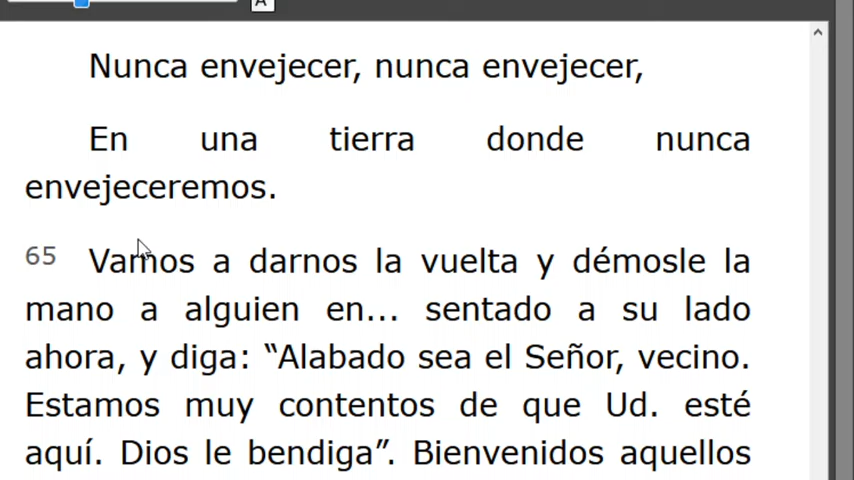 A
Nunca envejecer, nunca envejecer,
En una tierra donde nunca
envejeceremos.
65 Vamos a darnos la vuelta y démosle la
mano a alguien en... sentado a su lado
ahora, y diga: “Alabado sea el Señor, vecino.
Estamos muy contentos de que Ud. esté
aquí. Dios le bendiga”. Bienvenidos aquellos